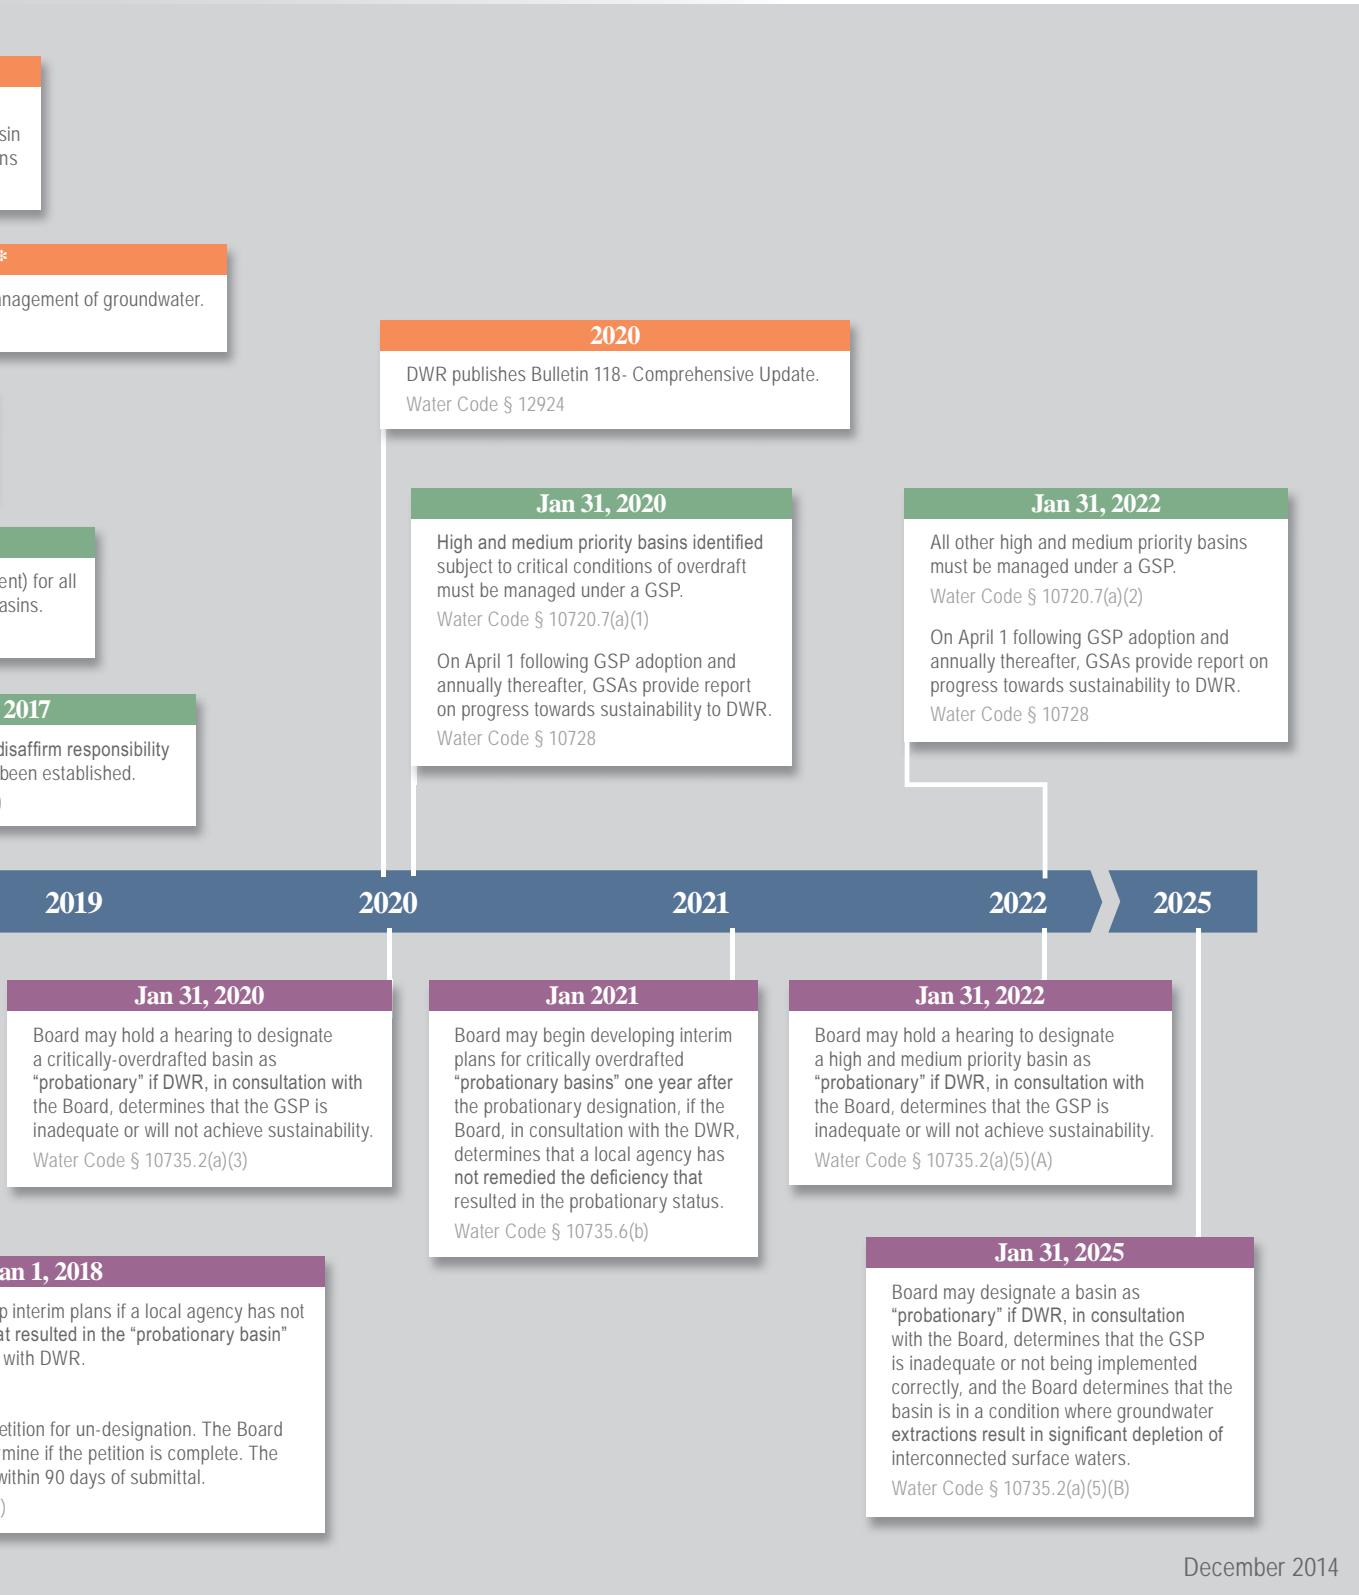 basin
ns
*
management of groundwater.
2020
DWR publishes Bulletin 118- Comprehensive Update.
Water Code § 12924
Jan 31, 2020
High and medium priority basins identified
subject to critical conditions of overdraft
must be managed under a GSP.
Water Code § 10720.7(a)(1)
On April 1 following GSP adoption and
annually thereafter, GSAs provide report
on progress towards sustainability to DWR.
Water Code § 10728
Jan 31, 2022
All other high and medium priority basins
must be managed under a GSP.
Water Code § 10720.7(a)(2)
On April 1 following GSP adoption and
annually thereafter, GSAs provide report on
progress towards sustainability to DWR.
Water Code § 10728
ent) for all
asins.
2017
disaffirm responsibility
been established.
)
2019
2020
2021
2022
2025
Jan 31, 2020
Board may hold a hearing to designate
a critically-overdrafted basin as
“probationary” if DWR, in consultation with
the Board, determines that the GSP is
inadequate or will not achieve sustainability.
Water Code § 10735.2(a)(3)
Jan 2021
Board may begin developing interim
plans for critically overdrafted
“probationary basins” one year after
the probationary designation, if the
Board, in consultation with the DWR,
determines that a local agency has
not remedied the deficiency that
resulted in the probationary status.
Water Code § 10735.6(b)
Jan 31, 2022
Board may hold a hearing to designate
a high and medium priority basin as
“probationary” if DWR, in consultation with
the Board, determines that the GSP is
inadequate or will not achieve sustainability.
Water Code § 10735.2(a)(5)(A)
an 1, 2018
p interim plans if a local agency has not
at resulted in the “probationary basin”
with DWR.
etition for un-designation. The Board
rmine if the petition is complete. The
within 90 days of submittal.
)
Jan 31, 2025
Board may designate a basin as
“probationary” if DWR, in consultation
with the Board, determines that the GSP
is inadequate or not being implemented
correctly, and the Board determines that the
basin is in a condition where groundwater
extractions result in significant depletion of
interconnected surface waters.
Water Code § 10735.2(a)(5)(B)
December 2014